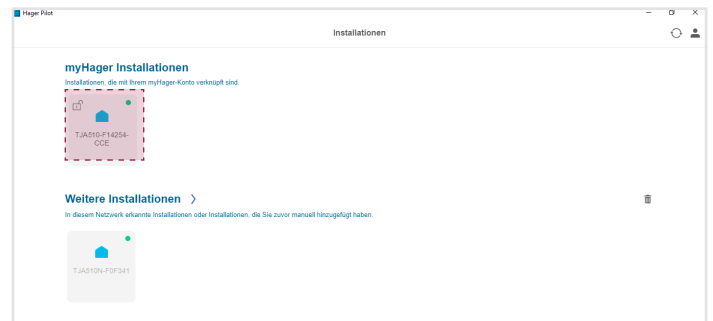 Hager Pilot
Installationen
myHager Installationen
Installationen, die mit Ihrem myHager-Konto verknüpft sind.
TJA510-F14254-
CCE
Weitere Installationen
In diesem Netzwerk erkannte Installationen oder Installationen, die Sie zuvor manuell hinzugefügt haben.
TJA510N-F0F341